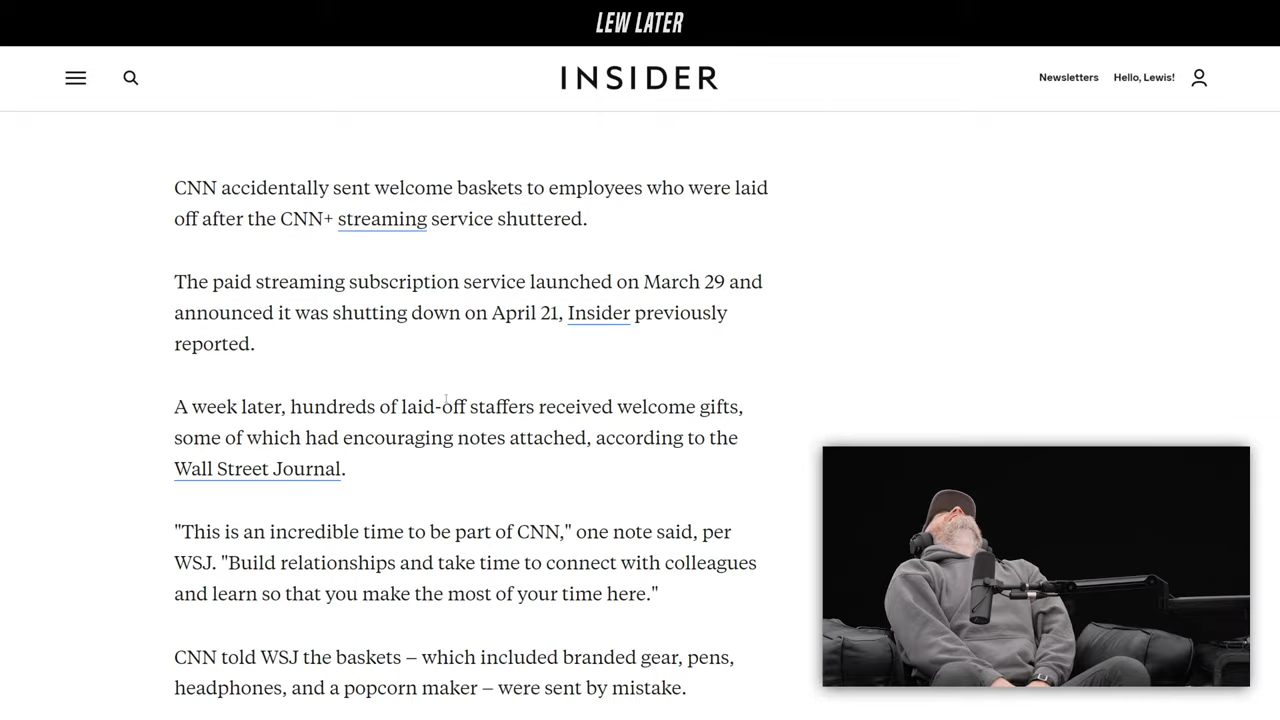 LEW LATER
INSIDER
Newsletters
Hello, Lewis!
CNN accidentally sent welcome baskets to employees who were laid
off after the CNN+ streaming service shuttered.
The paid streaming subscription service launched on March 29 and
announced it was shutting down on April 21, Insider previously
reported.
A week later, hundreds of laid-off staffers received welcome gifts,
some of which had encouraging notes attached, according to the
Wall Street Journal.
"This is an incredible time to be part of CNN," one note said, per
WSJ. "Build relationships and take time to connect with colleagues
and learn so that you make the most of your time here."
CNN told WSJ the baskets – which included branded gear, pens,
headphones, and a popcorn maker – were sent by mistake.